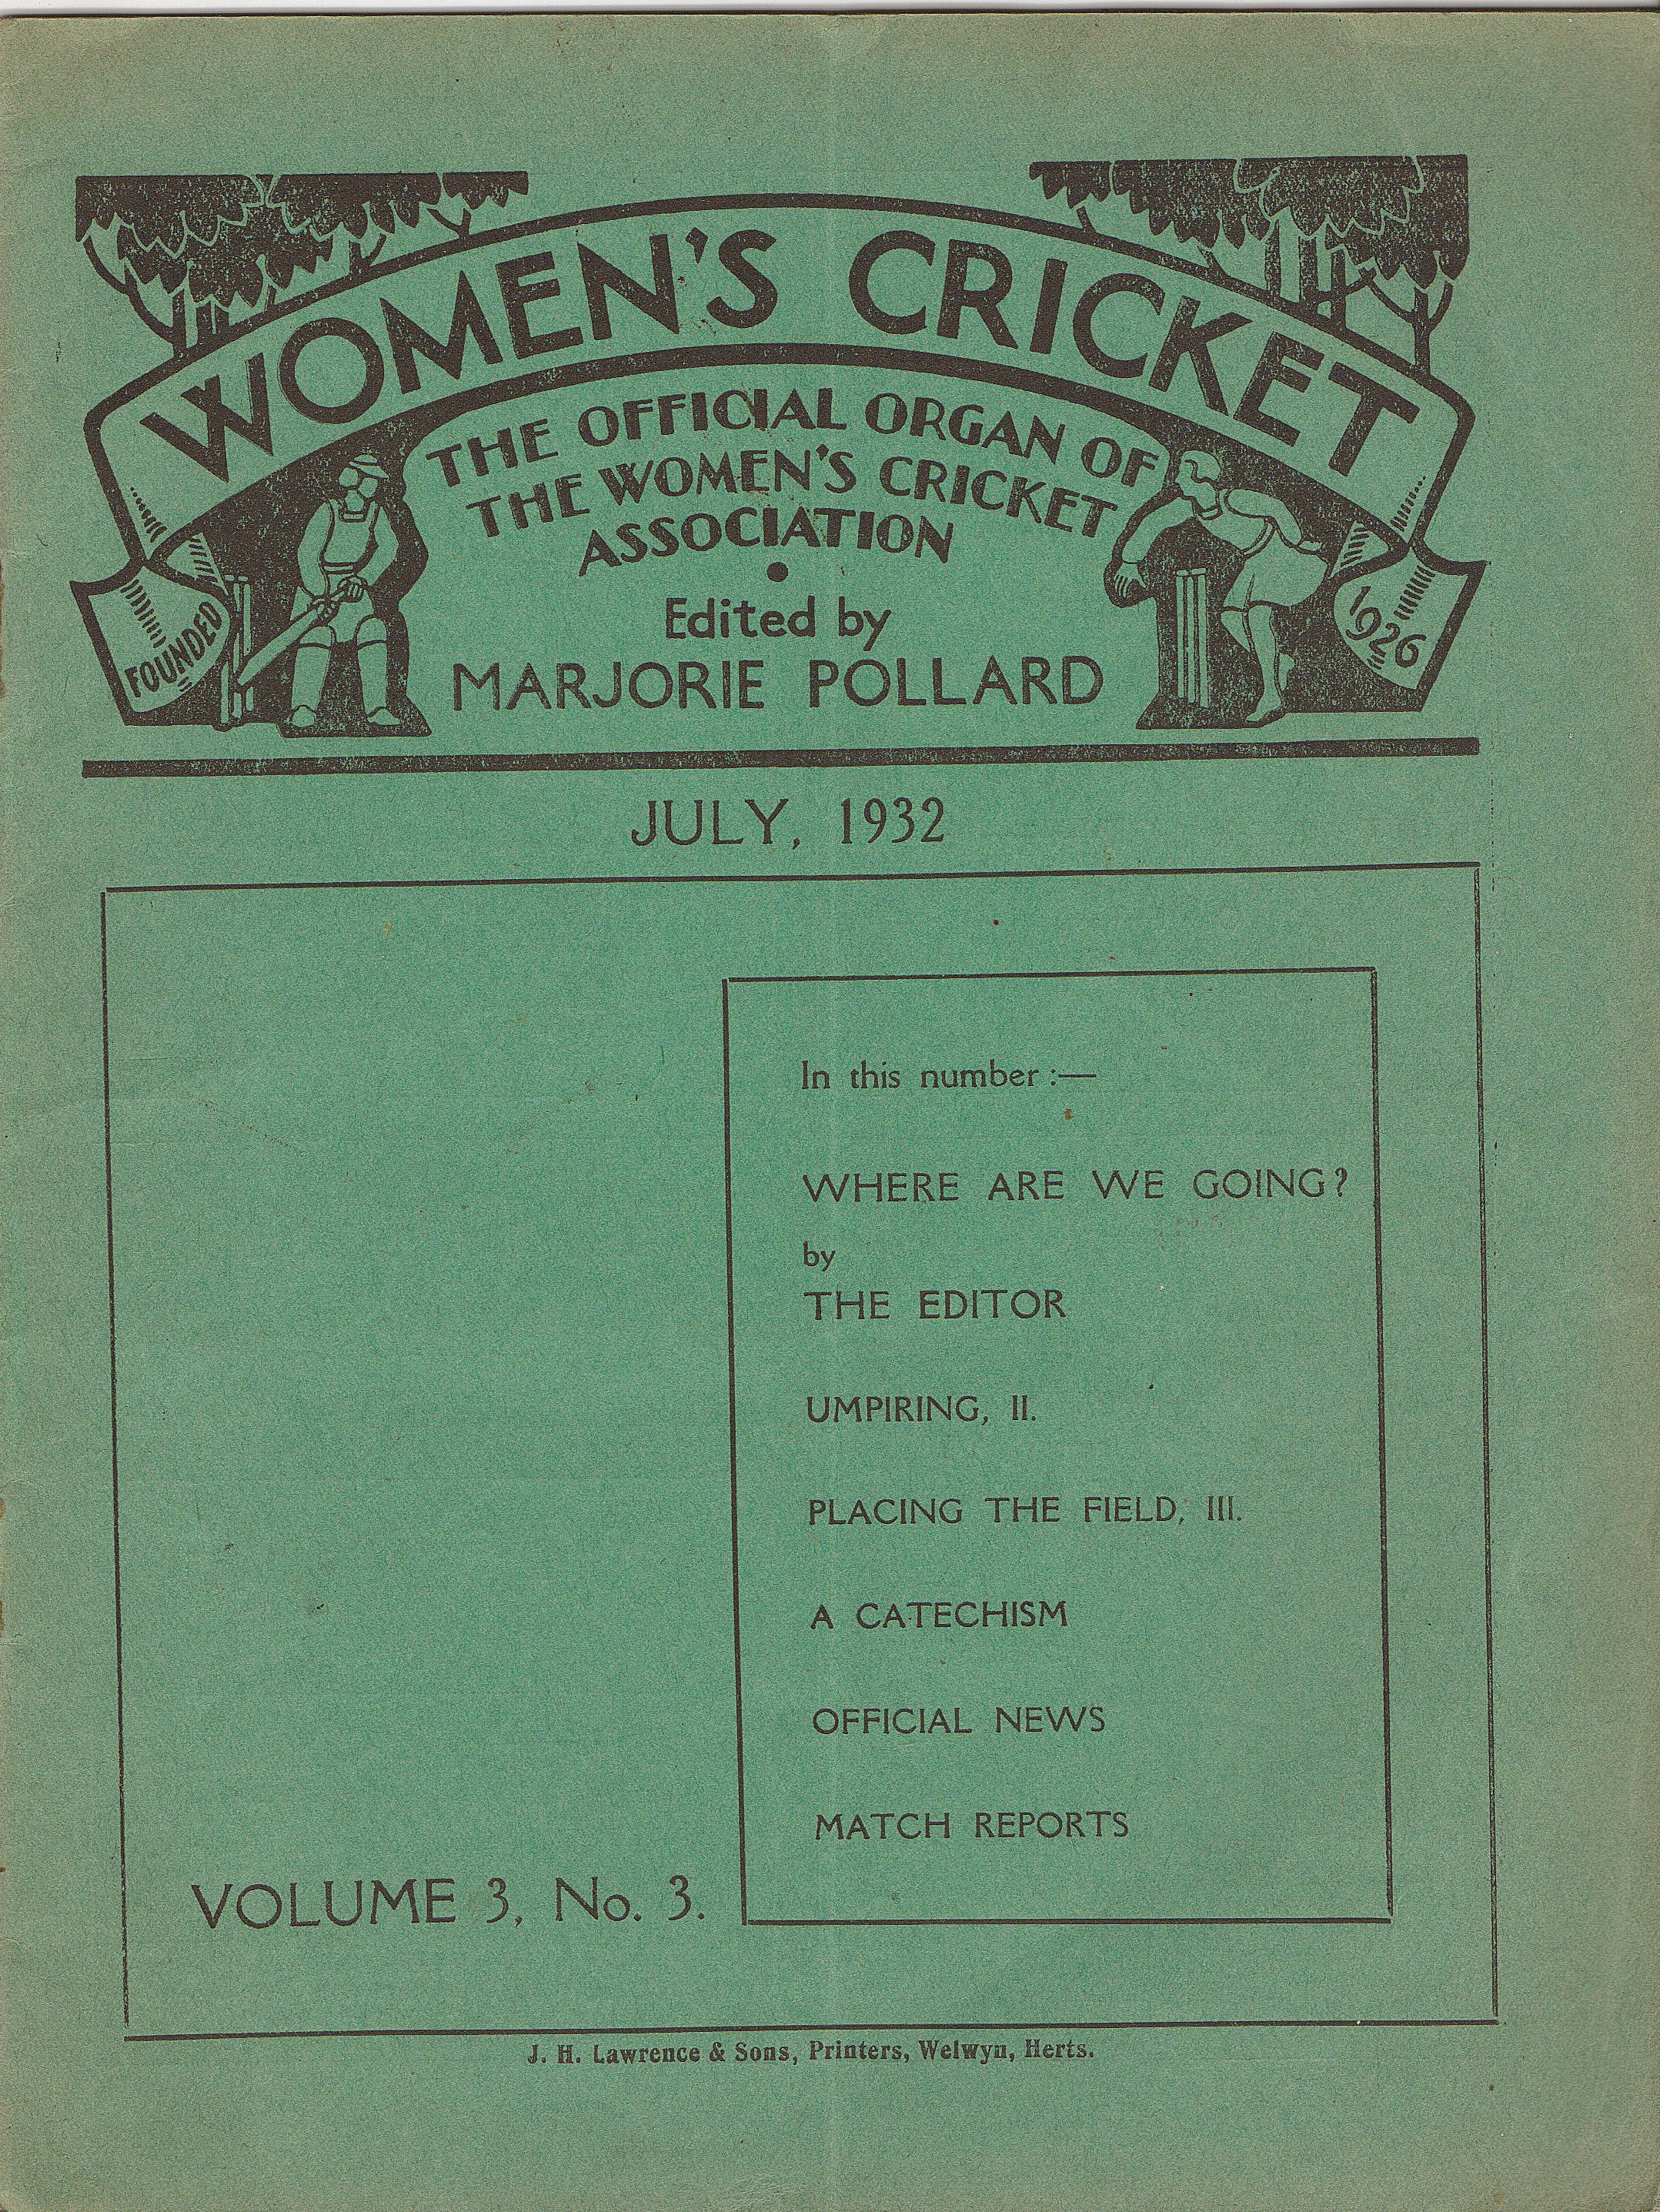 WOMEN'S CRICKET
THE OFFICIAL ORGAN OF
THE WOMEN'S CRICKET
ASSOCIATION
Edited by
MARJORIE POLLARD
FOUNDED
1926
JULY, 1932
In this number :—
WHERE ARE WE GOING?
by
THE EDITOR
UMPIRING, II.
PLACING THE FIELD, III.
A CATECHISM
OFFICIAL NEWS
MATCH REPORTS
VOLUME 3, No. 3.
J. H. Lawrence & Sons, Printers, Welwyn, Herts.